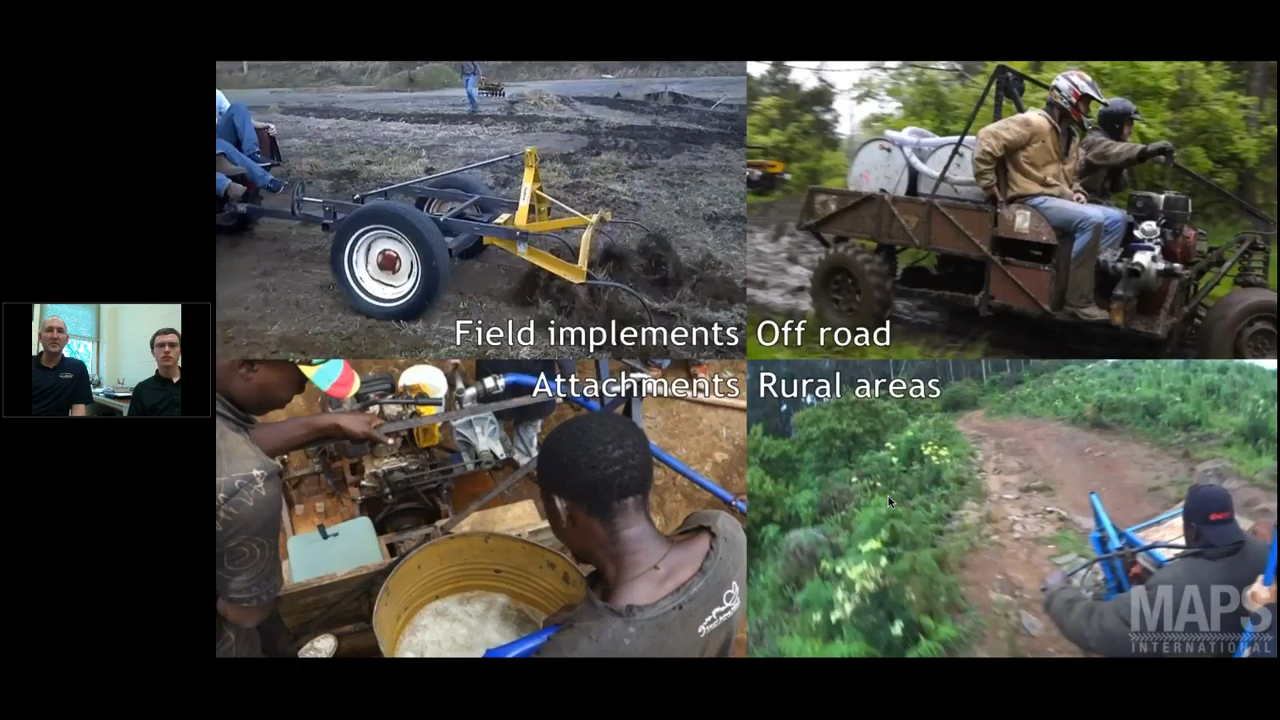 Field implements
Off road
Attachments
Rural areas
MAPS
INTERNATIONAL